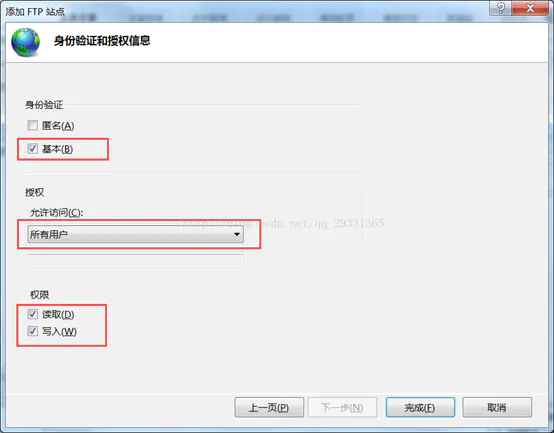 添加 FTP 站点
身份验证和授权信息
身份验证
匿名(A)
基本(B)
授权
允许访问(C):
http://blog.csdn.net/qq_29331365
所有用户
权限
读取(D)
写入(W)
上一页(P)
下一步(N)
完成(F)
取消